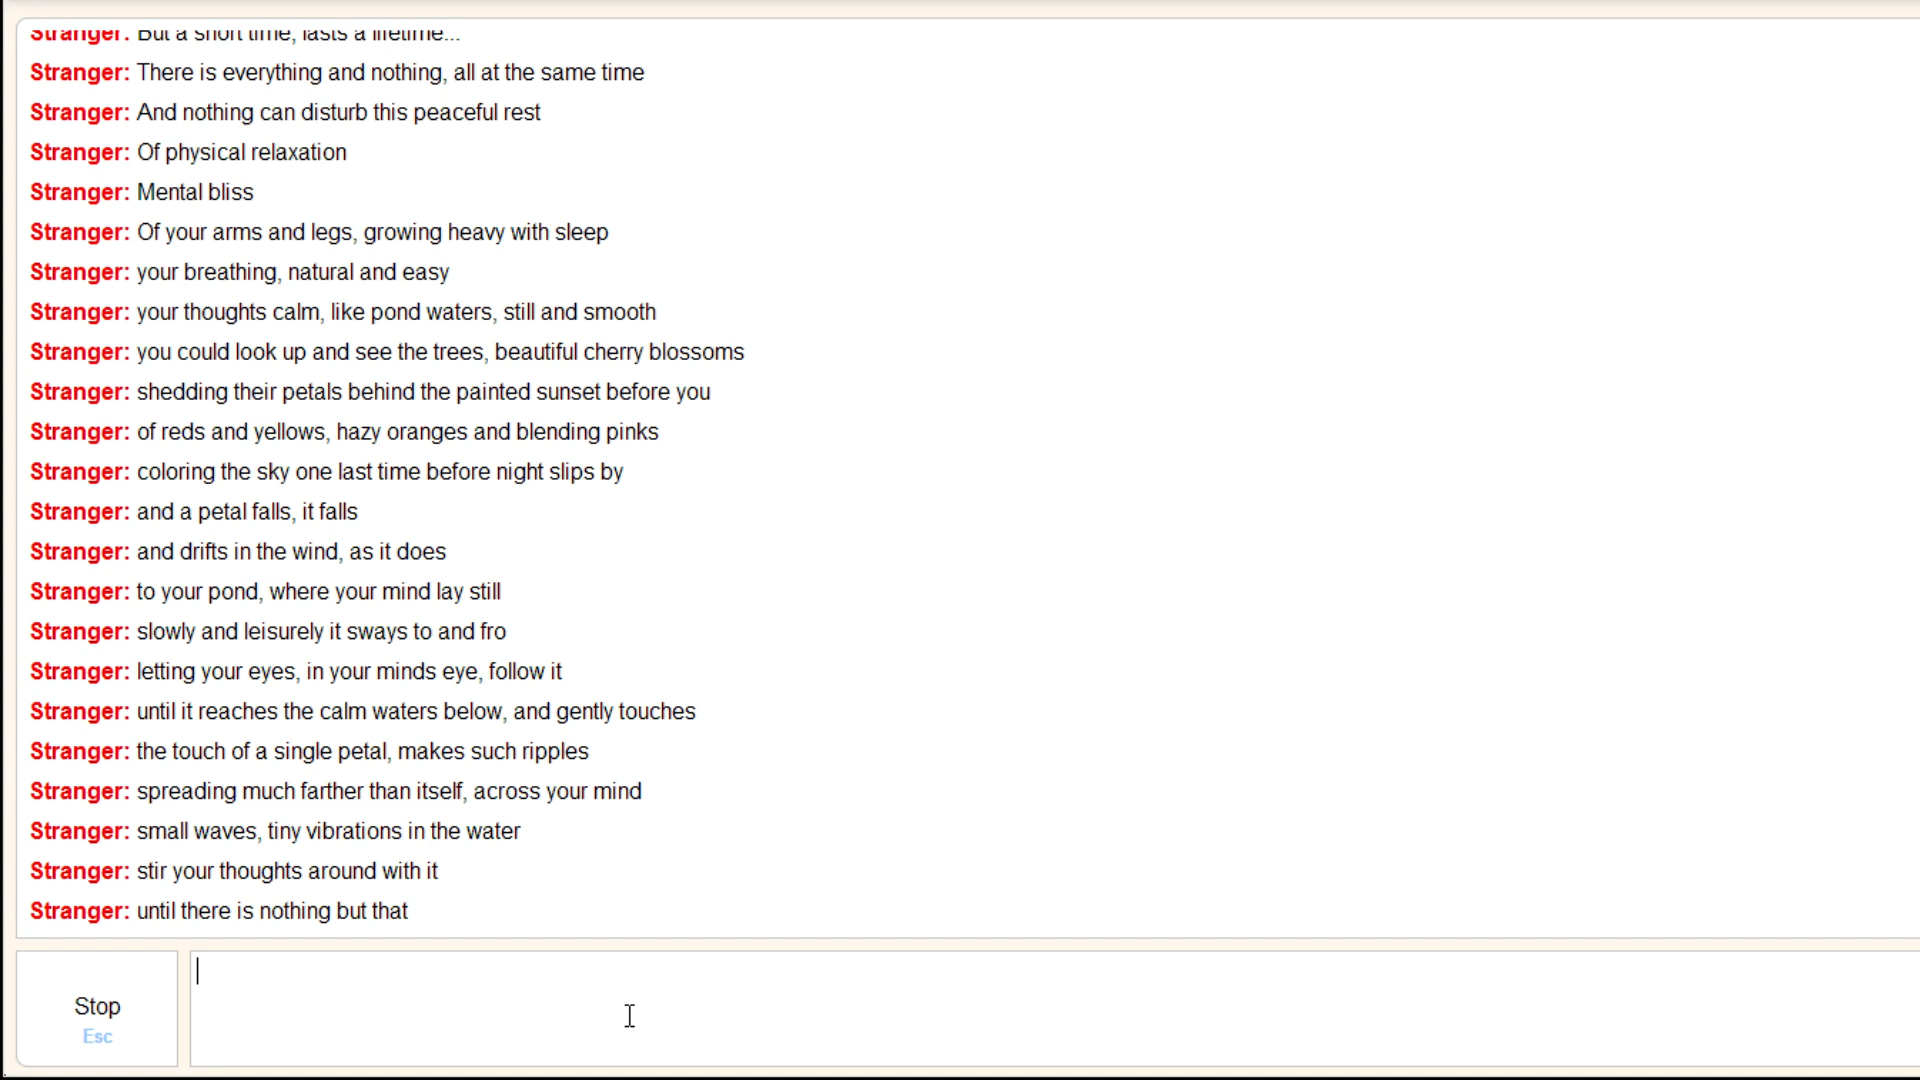 Stranger: But a short time, lasts a lifetime...
Stranger: There is everything and nothing, all at the same time
Stranger: And nothing can disturb this peaceful rest
Stranger: Of physical relaxation
Stranger: Mental bliss
Stranger: Of your arms and legs, growing heavy with sleep
Stranger: your breathing, natural and easy
Stranger: your thoughts calm, like pond waters, still and smooth
Stranger: you could look up and see the trees, beautiful cherry blossoms
Stranger: shedding their petals behind the painted sunset before you
Stranger: of reds and yellows, hazy oranges and blending pinks
Stranger: coloring the sky one last time before night slips by
Stranger: and a petal falls, it falls
Stranger: and drifts in the wind, as it does
Stranger: to your pond, where your mind lay still
Stranger: slowly and leisurely it sways to and fro
Stranger: letting your eyes, in your minds eye, follow it
Stranger: until it reaches the calm waters below, and gently touches
Stranger: the touch of a single petal, makes such ripples
Stranger: spreading much farther than itself, across your mind
Stranger: small waves, tiny vibrations in the water
Stranger: stir your thoughts around with it
Stranger: until there is nothing but that
Stop
Esc